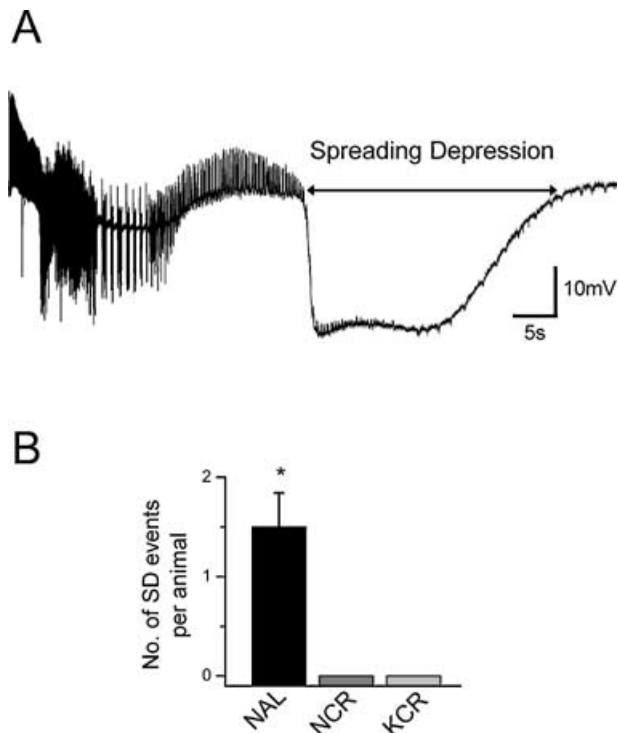 A
Spreading Depression
10mV
5s
B
No. of SD events
per animal
2
*
1
0
NAL
NCR
KCR